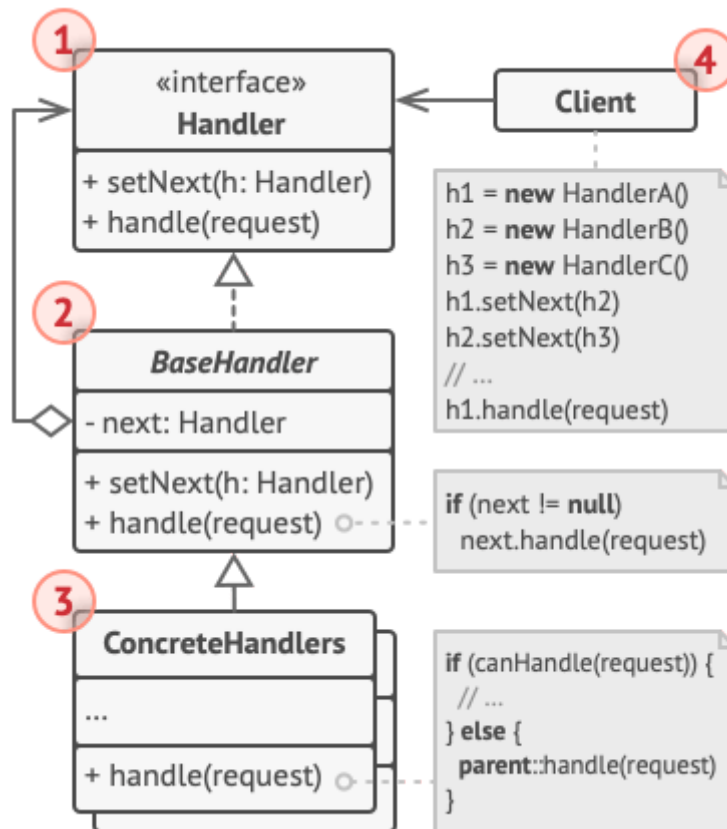 1
«interface»
Handler
+ setNext(h: Handler)
+ handle(request)
4
Client
h1 = new HandlerA()
h2 = new HandlerB()
h3 = new HandlerC()
h1.setNext(h2)
h2.setNext(h3)
// ...
h1.handle(request)
2
BaseHandler
- next: Handler
+ setNext(h: Handler)
+ handle(request)
if (next != null)
next.handle(request)
3
ConcreteHandlers
...
+ handle(request)
if (canHandle(request)) {
// ...
} else {
parent::handle(request)
}